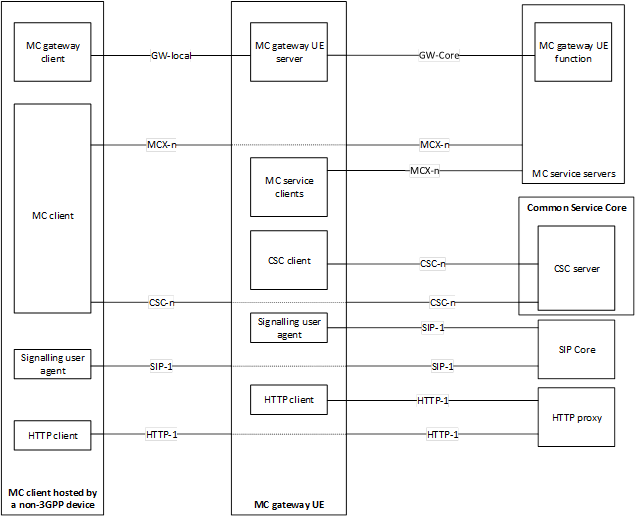 MC gateway
client
GW-local
MC gateway UE
server
GW-Core
MC gateway UE
function
MCX-n
MCX-n
MC service servers
MCX-n
MC service
clients
MC client
Common Service Core
CSC client
CSC-n
CSC server
CSC-n
CSC-n
Signalling user
agent
SIP-1
SIP Core
Signalling user
agent
SIP-1
SIP-1
HTTP client
HTTP-1
HTTP proxy
HTTP client
HTTP-1
HTTP-1
MC client hosted by
a non-3GPP device
MC gateway UE